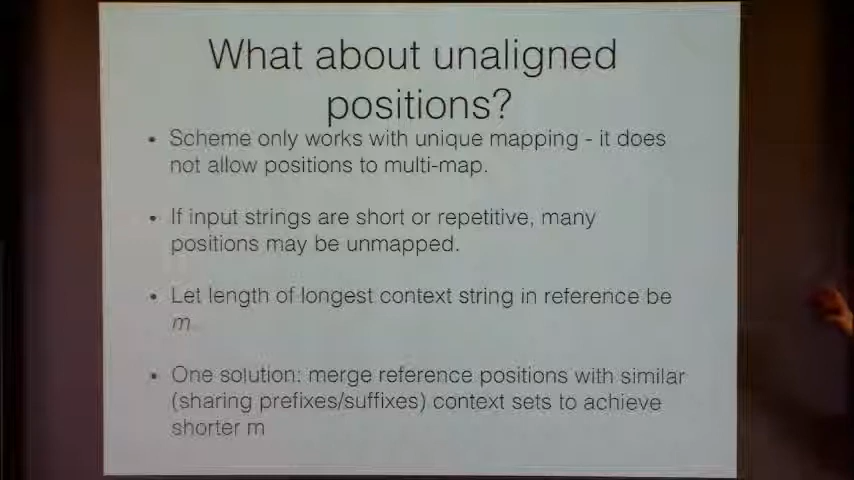 What about unaligned
positions?
• Scheme only works with unique mapping - it does
not allow positions to multi-map.
• If input strings are short or repetitive, many
positions may be unmapped.
• Let length of longest context string in reference be
m
• One solution: merge reference positions with similar
(sharing prefixes/suffixes) context sets to achieve
shorter m